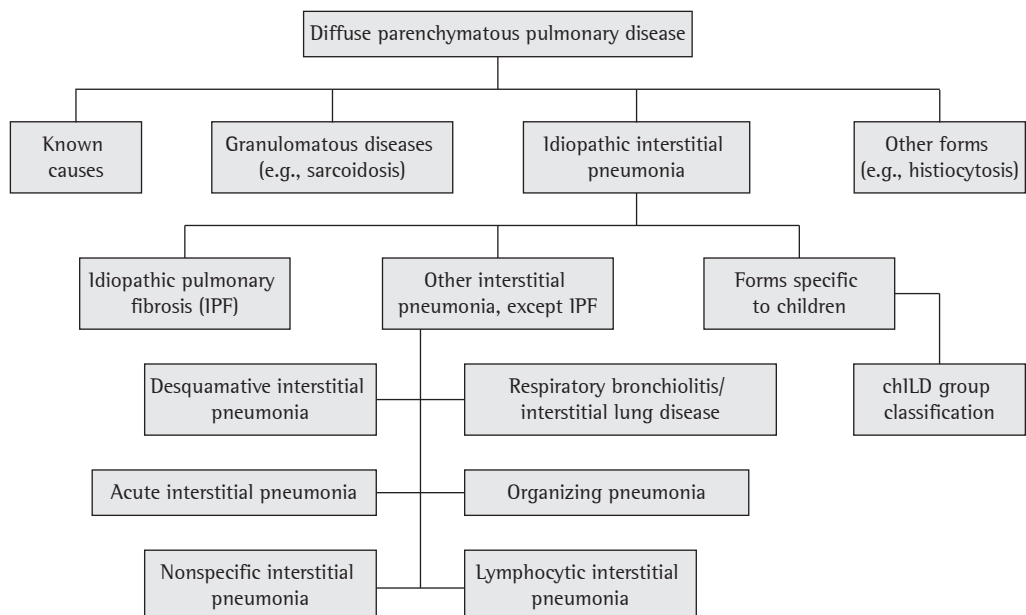 Diffuse parenchymatous pulmonary disease
Known
causes
Granulomatous diseases
(e.g., sarcoidosis)
Idiopathic interstitial
pneumonia
Other forms
(e.g., histiocytosis)
Idiopathic pulmonary
fibrosis (IPF)
Other interstitial
pneumonia, except IPF
Forms specific
to children
Desquamative interstitial
pneumonia
Respiratory bronchiolitis/
interstitial lung disease
chILD group
classification
Acute interstitial pneumonia
Organizing pneumonia
Nonspecific interstitial
pneumonia
Lymphocytic interstitial
pneumonia